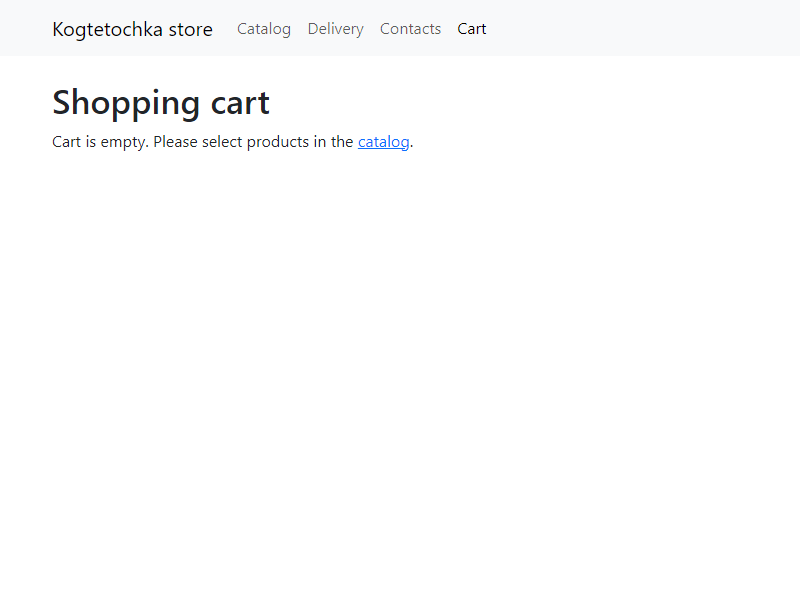 Kogtetochka store Catalog Delivery Contacts Cart
Shopping cart
Cart is empty. Please select products in the catalog.